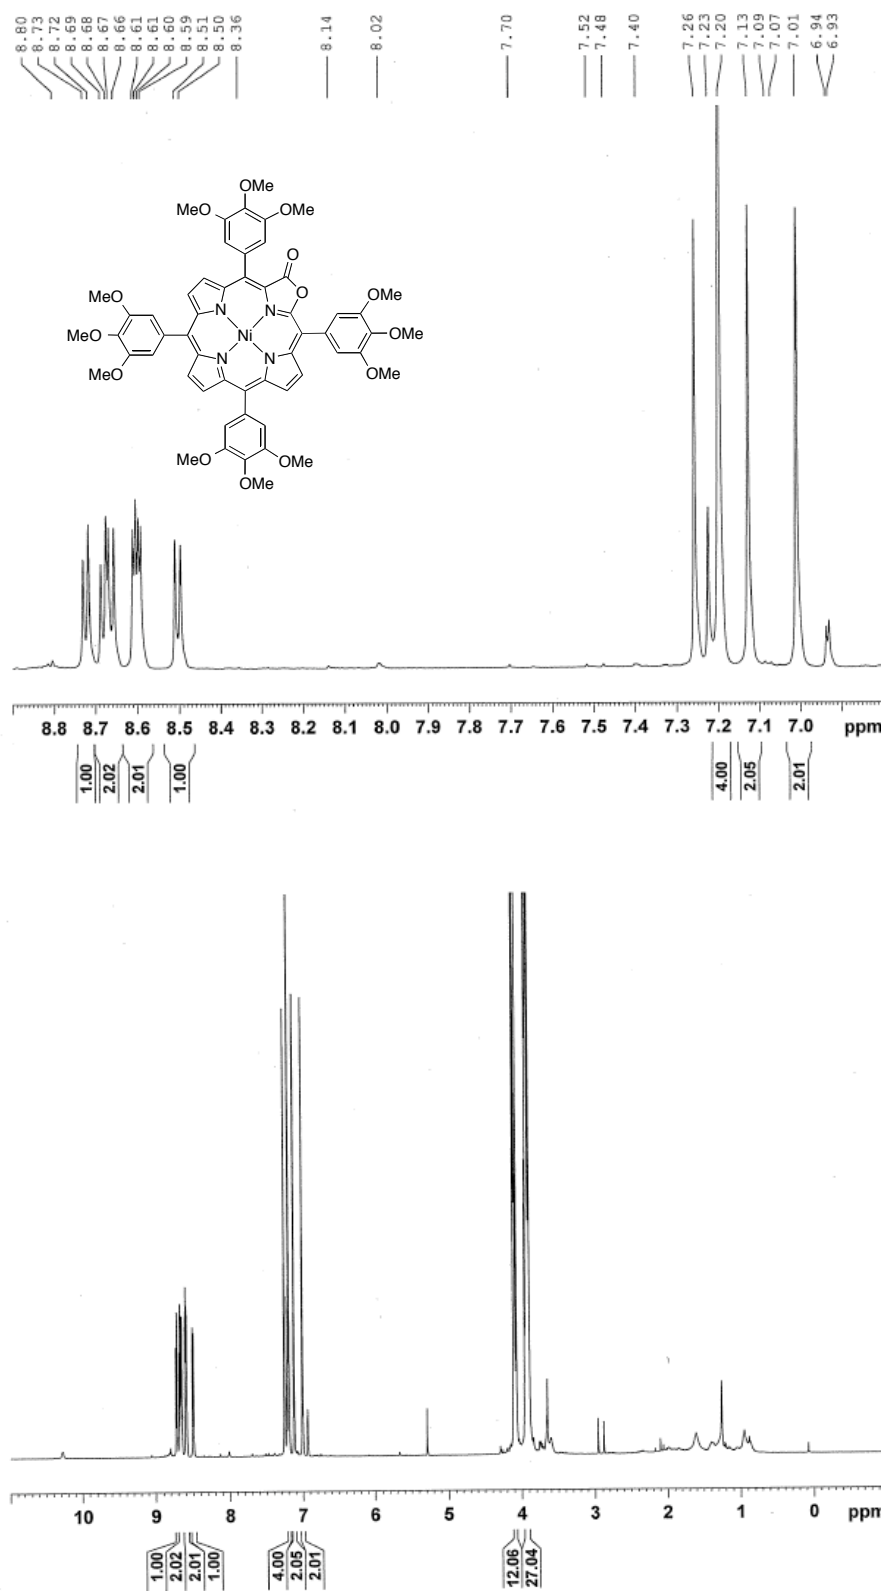 8.80 8.73 8.72 8.69 8.68 8.67 8.66 8.61 8.61 8.60 8.59 8.51 8.50 8.36 8.14 8.02 7.70 7.52 7.48 7.40 7.26 7.23 7.20 7.13 7.09 7.07 7.01 6.94 6.93
OMe
MeO OMe
O
MeO O OMe
N N
MeO Ni OMe
N N
OMe OMe
MeO OMe
OMe
8.8 8.7 8.6 8.5 8.4 8.3 8.2 8.1 8.0 7.9 7.8 7.7 7.6 7.5 7.4 7.3 7.2 7.1 7.0 ppm
1.00 2.02 2.01 1.00 4.00 2.05 2.01
10 9 8 7 6 5 4 3 2 1 0 ppm
1.00 2.02 2.01 1.00 4.00 2.05 2.01 12.06 27.04